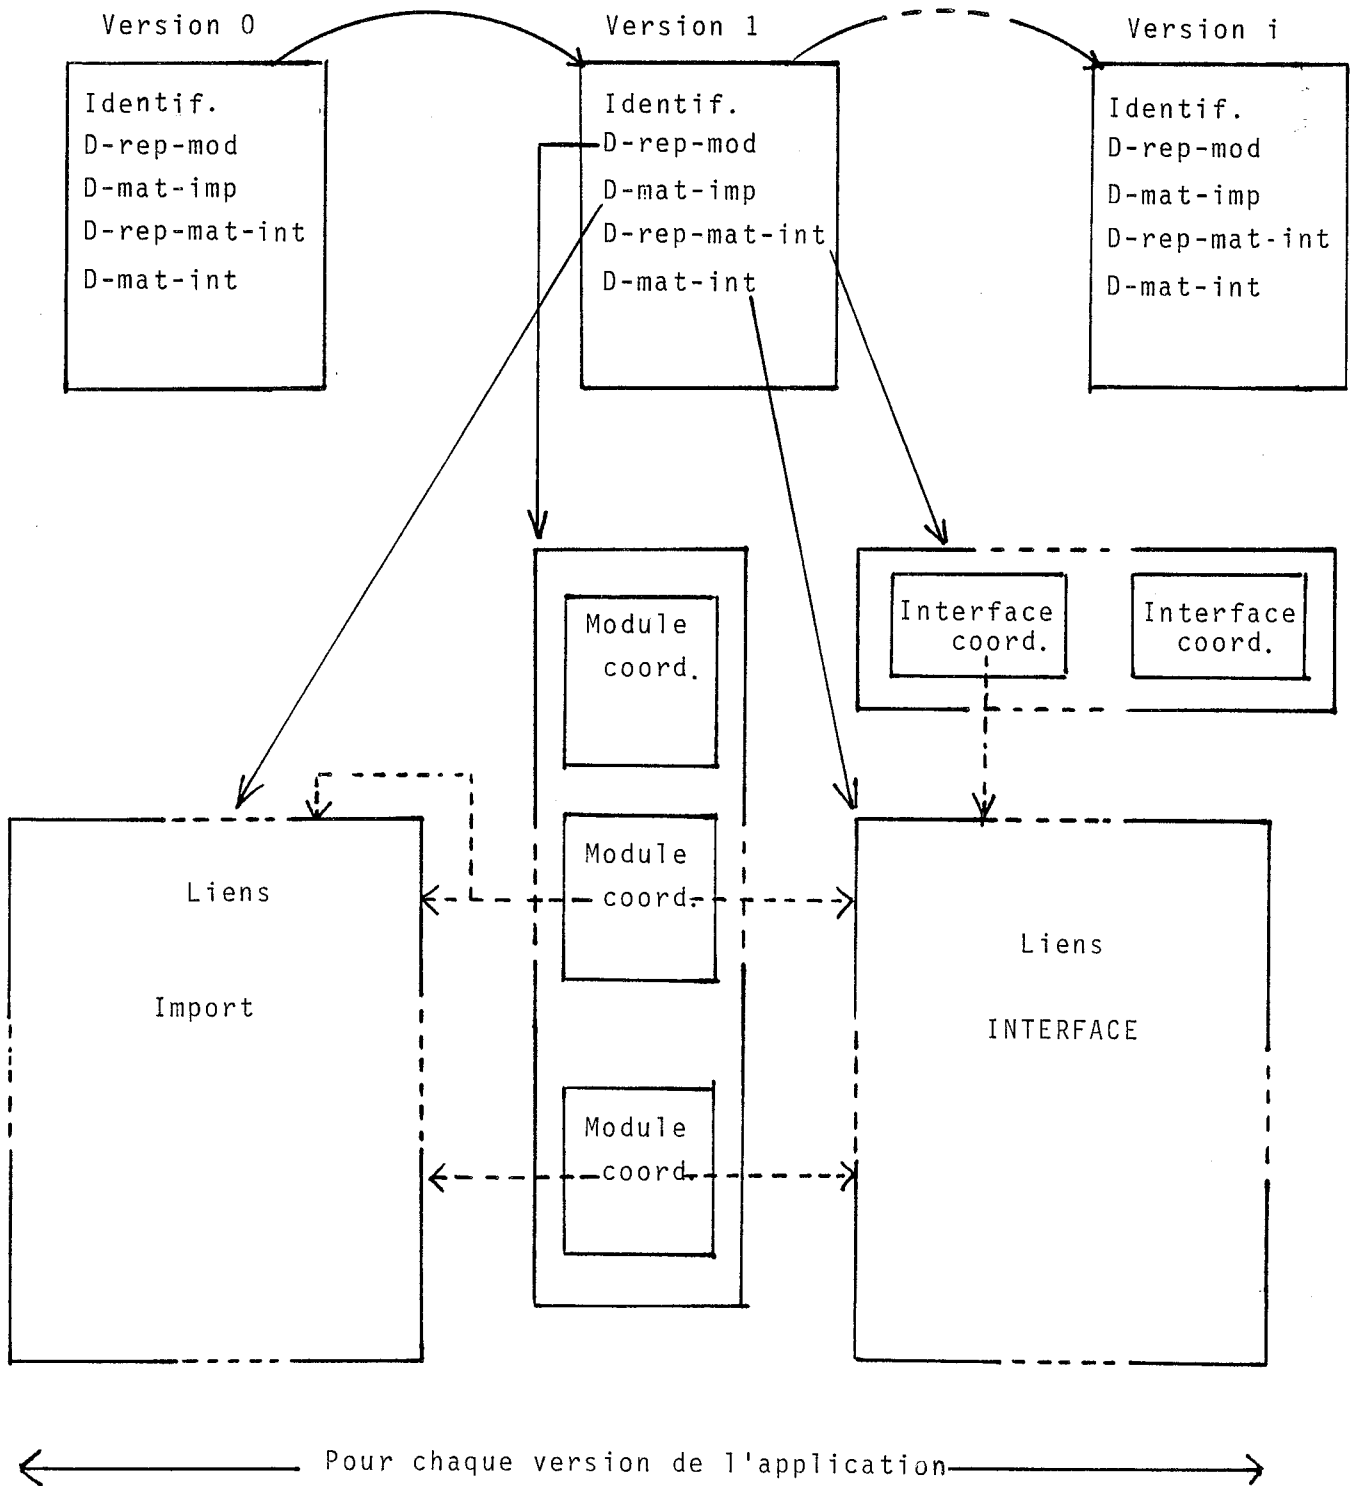 Version 0
Version 1
Version i
Identif.
D-rep-mod
D-mat-imp
D-rep-mat-int
D-mat-int
Identif.
D-rep-mod
D-mat-imp
D-rep-mat-int
D-mat-int
Identif.
D-rep-mod
D-mat-imp
D-rep-mat-int
D-mat-int
Module
coord.
Interface
coord.
Interface
coord.
Module
coord.
Liens
Import
Liens
INTERFACE
Module
coord.
Pour chaque version de l'application